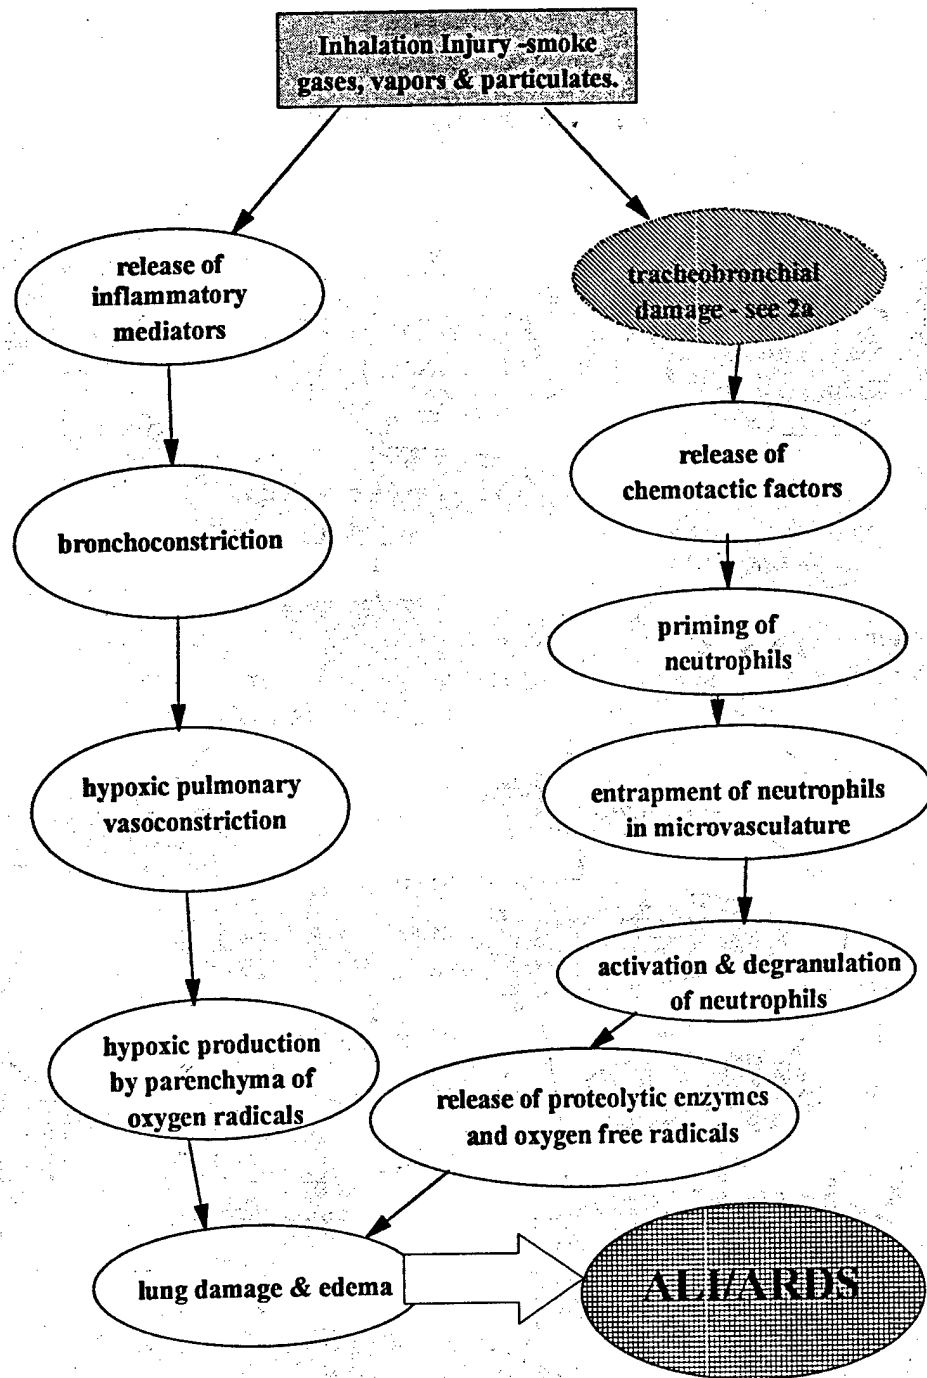 Inhalation Injury -smoke
gases, vapors & particulates.
release of
inflammatory
mediators
tracheobronchial
damage - see 2a
release of
chemotactic factors
bronchoconstriction
priming of
neutrophils
hypoxic pulmonary
vasoconstriction
entrapment of neutrophils
in microvasculature
activation & degranulation
of neutrophils
hypoxic production
by parenchyma of
oxygen radicals
release of proteolytic enzymes
and oxygen free radicals
lung damage & edema
ALI/ARDS